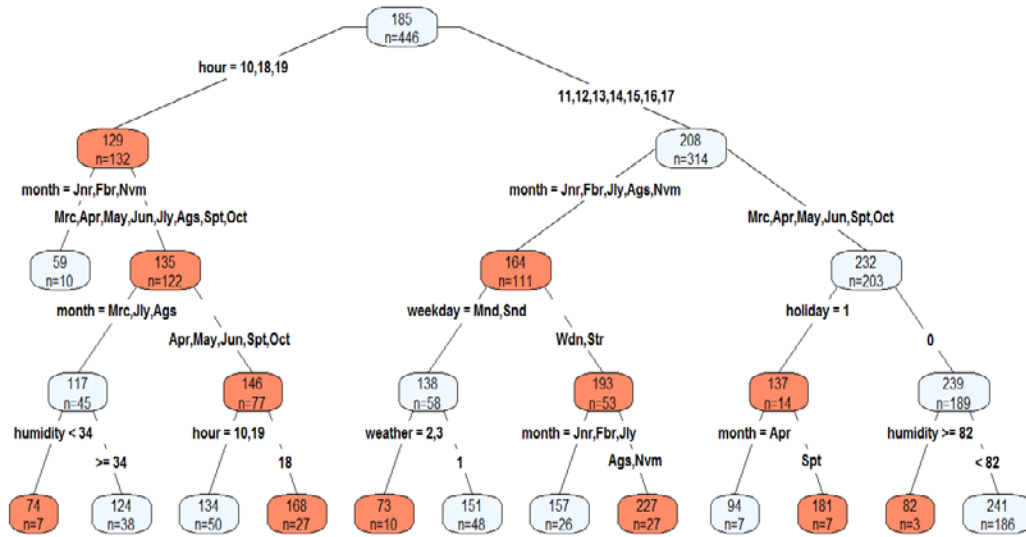 185
n=446
hour = 10,18,19
11,12,13,14,15,16,17
129
n=132
208
n=314
month = Jnr,Fbr,Nvm
month = Jnr,Fbr,Jly,Ags,Nvm
Mrc,Apr,May,Jun,Jly,Ags,Spt,Oct
Mrc,Apr,May,Jun,Spt,Oct
59
n=10
135
n=122
164
n=111
232
n=203
month = Mrc,Jly,Ags
weekday = Mnd,Snd
holiday = 1
Apr,May,Jun,Spt,Oct
Wdn,Str
0
117
n=45
146
n=77
138
n=58
193
n=53
137
n=14
239
n=189
humidity < 34
hour = 10,19
weather = 2,3
month = Jnr,Fbr,Jly
month = Apr
humidity >= 82
>= 34
18
1
Ags,Nvm
Spt
< 82
74
n=7
124
n=38
134
n=50
168
n=27
73
n=10
151
n=48
157
n=26
227
n=27
94
n=7
181
n=7
82
n=3
241
n=186